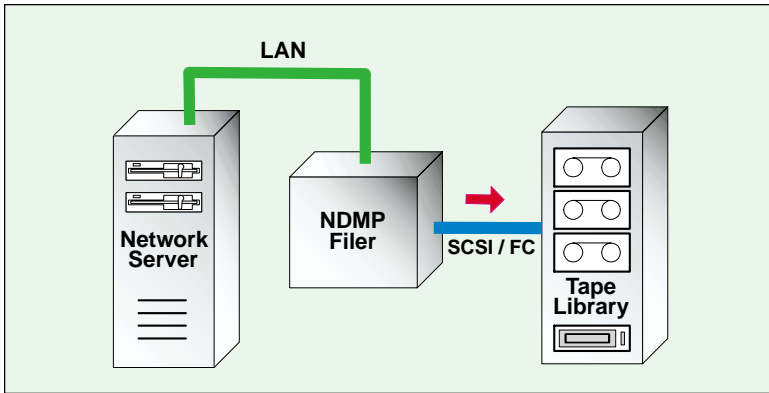 LAN
Network
Server
NDMP
Filer
SCSI / FC
Tape
Library